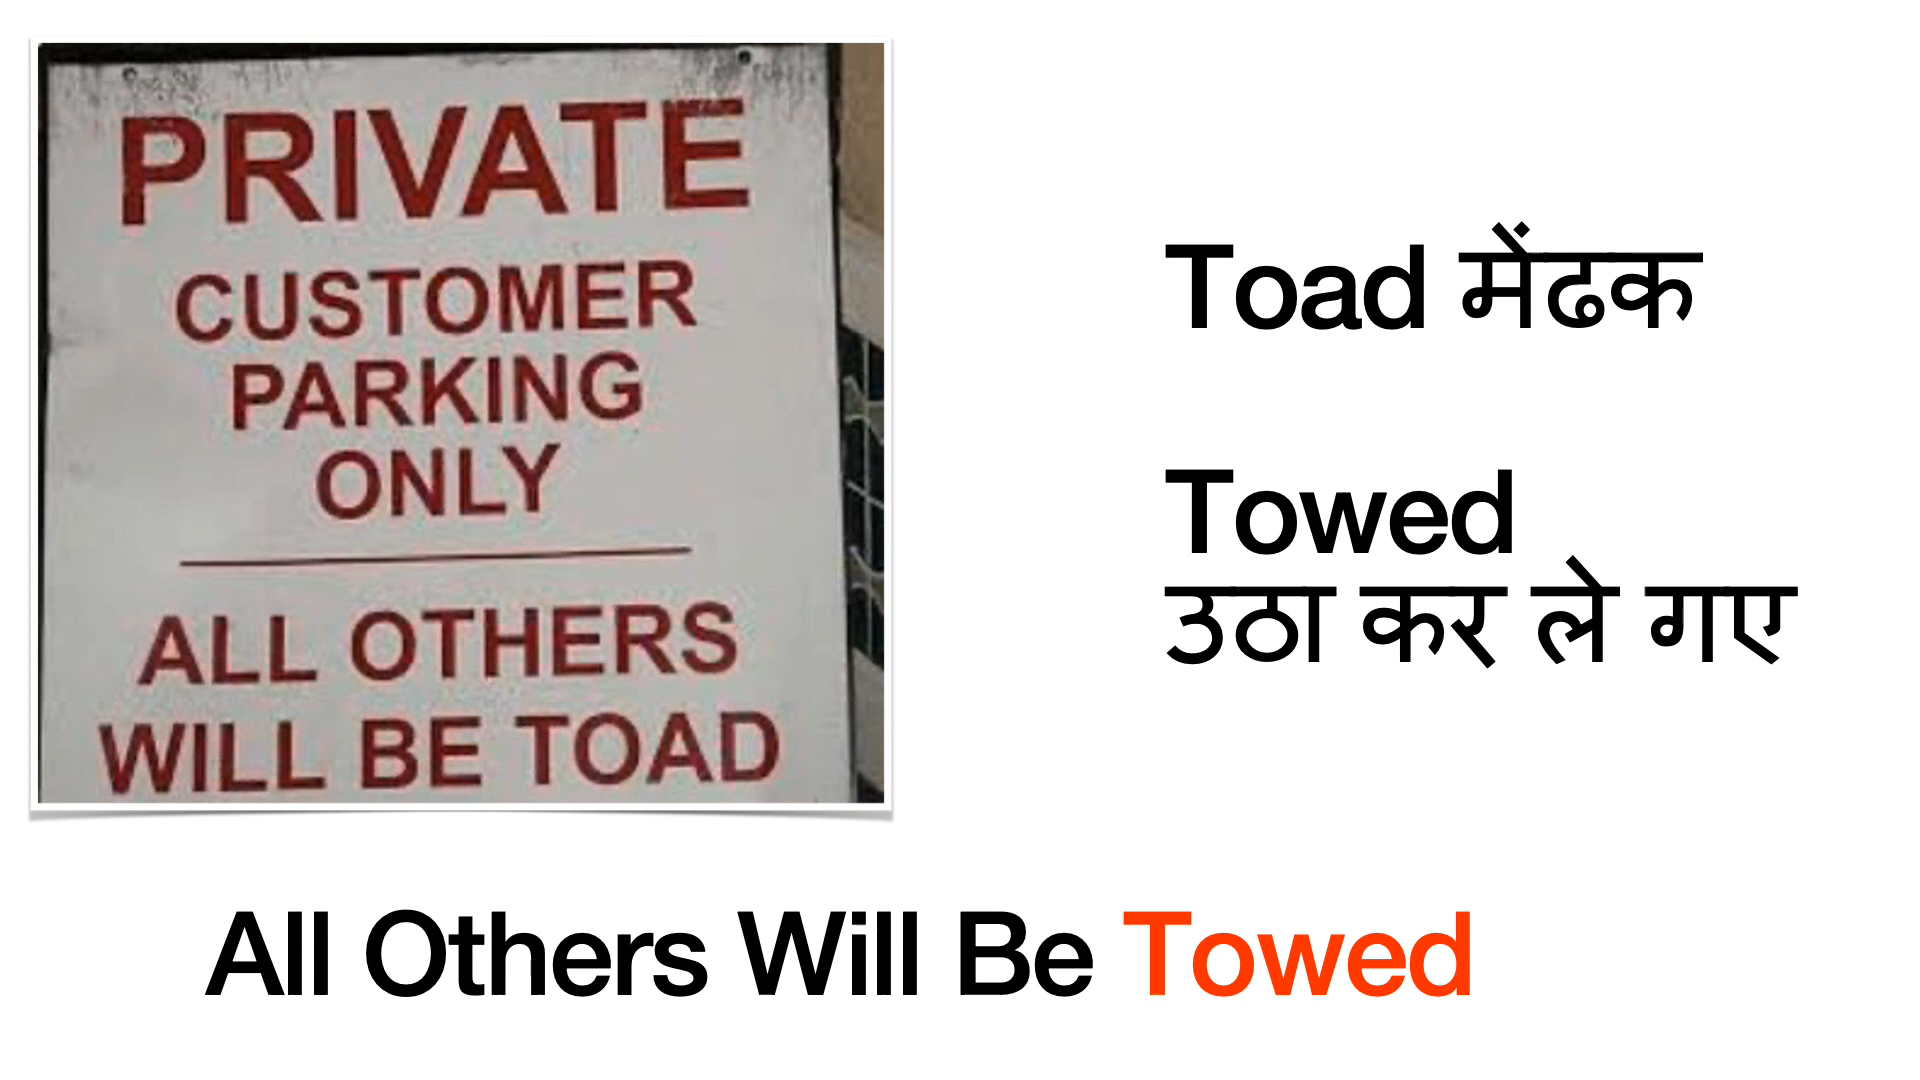 PRIVATE
CUSTOMER
PARKING
ONLY
ALL OTHERS
WILL BE TOAD
Toad मेंढक
Towed
उठा कर ले गए
All Others Will Be Towed